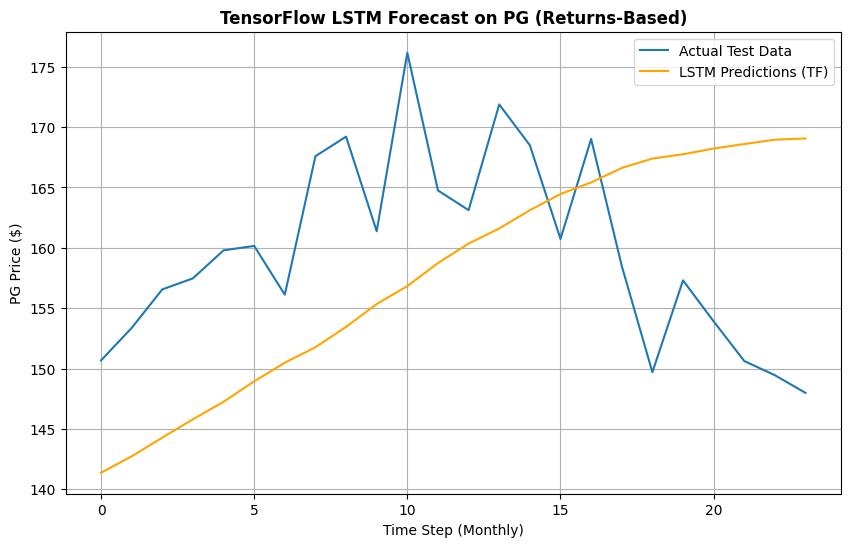 TensorFlow LSTM Forecast on PG (Returns-Based)
Actual Test Data
LSTM Predictions (TF)
PG Price ($)
175
170
165
160
155
150
145
140
0 5 10 15 20
Time Step (Monthly)